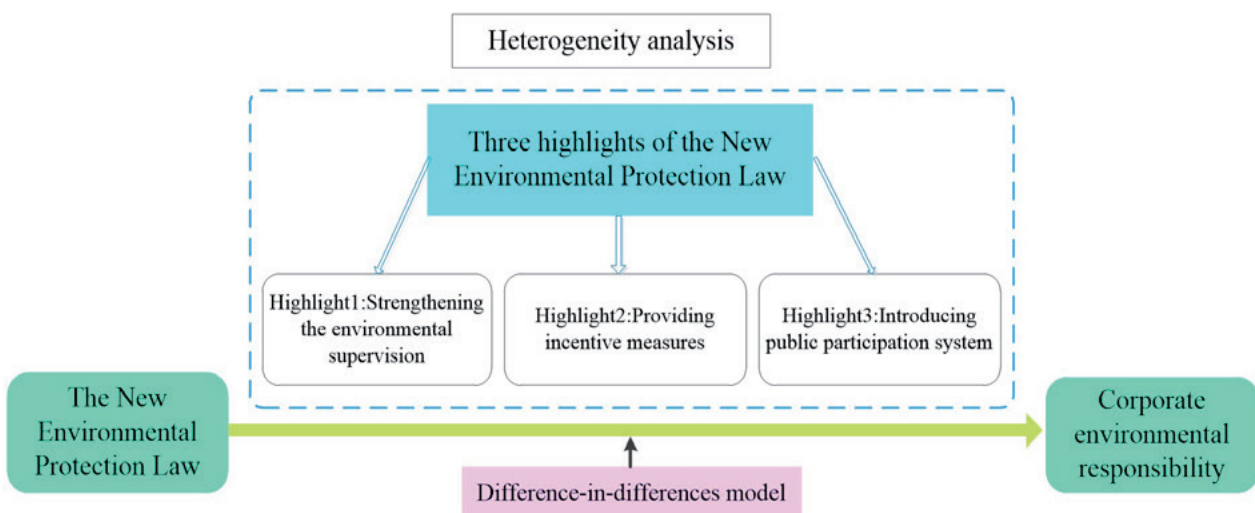 Heterogeneity analysis
Three highlights of the New
Environmental Protection Law
Highlight1:Strengthening
the environmental
supervision
Highlight2:Providing
incentive measures
Highlight3:Introducing
public participation system
The New
Environmental
Protection Law
Corporate
environmental
responsibility
Difference-in-differences model